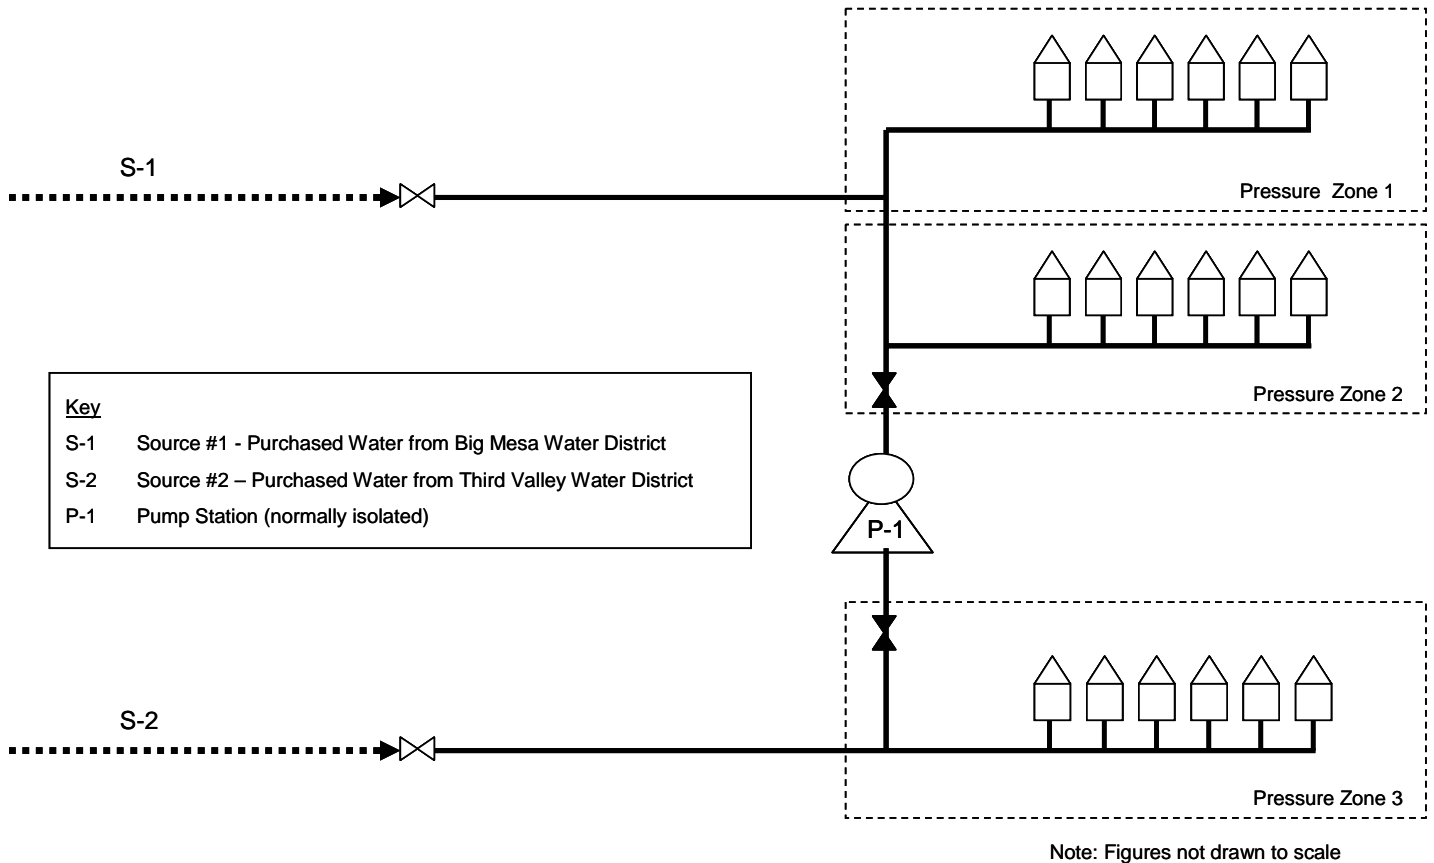 S-1
Pressure Zone 1
Pressure Zone 2
Key
S-1 Source #1 - Purchased Water from Big Mesa Water District
S-2 Source #2 – Purchased Water from Third Valley Water District
P-1 Pump Station (normally isolated)
P-1
S-2
Pressure Zone 3
Note: Figures not drawn to scale